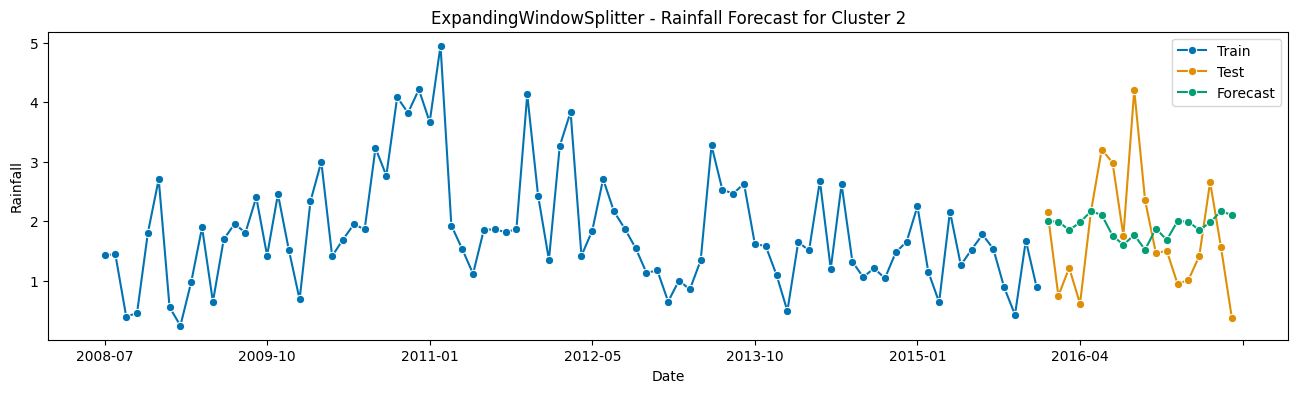 ExpandingWindowSplitter - Rainfall Forecast for Cluster 2
Train
Test
Forecast
Rainfall
5
4
3
2
1
2008-07
2009-10
2011-01
2012-05
2013-10
2015-01
2016-04
Date